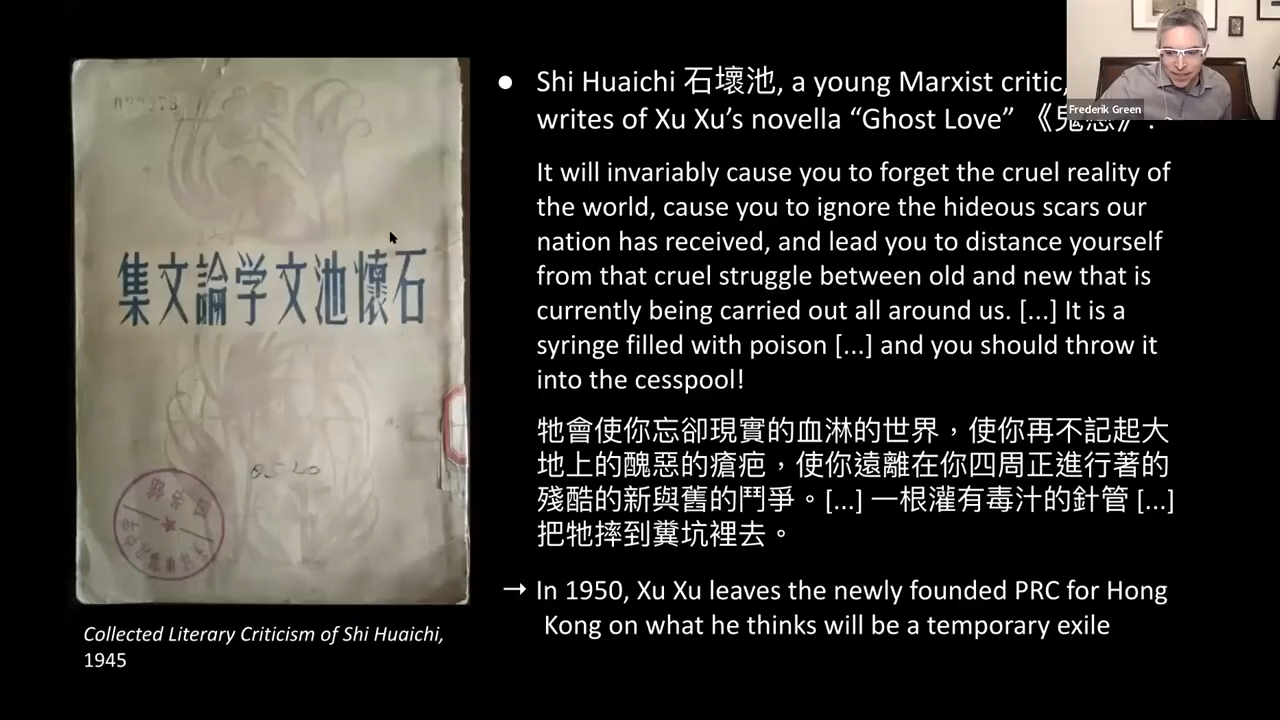 石懷池文学論文集
Collected Literary Criticism of Shi Huaichi,
1945
● Shi Huaichi 石壞池, a young Marxist critic,
writes of Xu Xu’s novella “Ghost Love”
It will invariably cause you to forget the cruel reality of
the world, cause you to ignore the hideous scars our
nation has received, and lead you to distance yourself
from that cruel struggle between old and new that is
currently being carried out all around us. [...] It is a
syringe filled with poison [...] and you should throw it
into the cesspool!
牠會使你忘卻現實的血淋的世界，使你再不記起大
地上的醜惡的瘡疤，使你遠離在你四周正進行著的
殘酷的新與舊的鬥爭。[...] 一根灌有毒汁的針管 [...]
把牠摔到糞坑裡去。
→ In 1950, Xu Xu leaves the newly founded PRC for Hong
Kong on what he thinks will be a temporary exile
Frederik Green